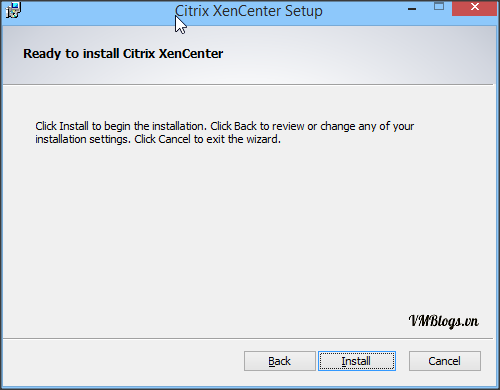 Citrix XenCenter Setup
Ready to install Citrix XenCenter
Click Install to begin the installation. Click Back to review or change any of your
installation settings. Click Cancel to exit the wizard.
VMBlogs.vn
Back Install Cancel